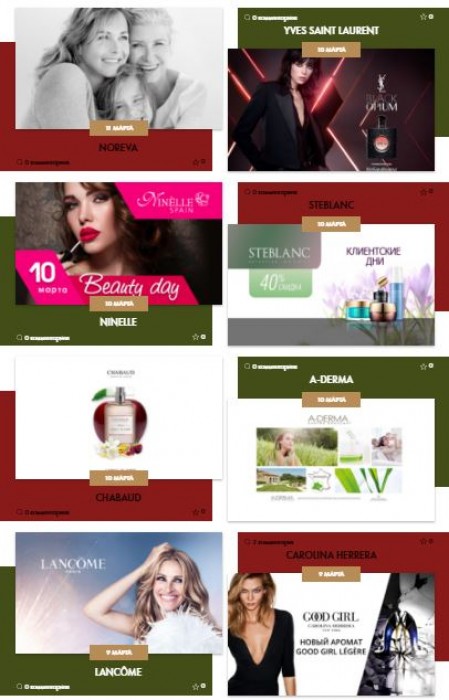 11 МАРТА
NOREVA
0 комментариев
0
0 комментариев
0
YVES SAINT LAURENT
10 МАРТА
YSL
BLACK
OPIUM
NINELLE
SPAIN
10
марта
Beauty day
10 МАРТА
NINELLE
0 комментариев
0
0 комментариев
0
STEBLANC
10 МАРТА
STEBLANC
40%
СКИДКИ
КЛИЕНТСКИЕ
ДНИ
CHABAUD
10 МАРТА
CHABAUD
0 комментариев
0
0 комментариев
0
A-DERMA
10 МАРТА
A-DERMA
LANCÔME
9 МАРТА
LANCÔME
0 комментариев
0
0
CAROLINA HERRERA
9 МАРТА
GOOD GIRL
CAROLINA HERRERA
NEW YORK
НОВЫЙ АРОМАТ
GOOD GIRL LÉGÈRE